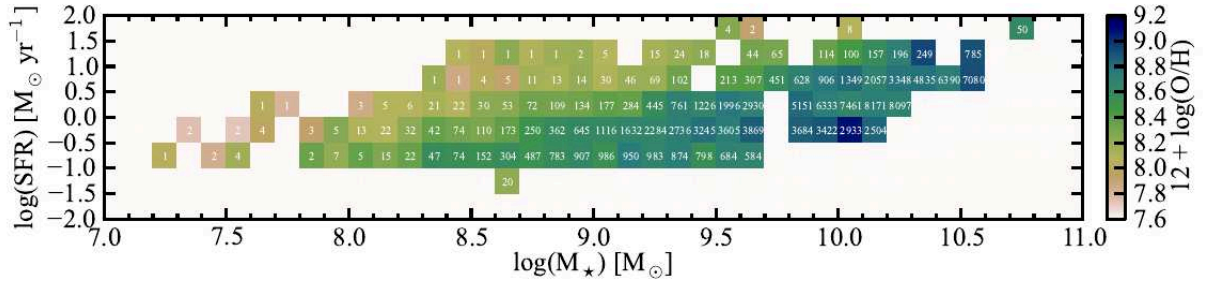 2.0 4 2 8 50 9.2
1.5 1 1 1 1 1 2 5 15 24 18 44 65 114 100 157 196 249 785 9.0
1.0 1 1 4 5 11 13 14 30 46 69 102 213 307 451 628 906 1349 2057 3348 4835 6390 7080 8.8
0.5 1 1 3 5 6 21 22 30 53 72 109 134 177 284 445 761 1226 1996 2930 5151 6333 7461 8171 8097 8.6
0.0 2 2 4 3 5 13 22 32 42 74 110 173 250 362 645 1116 1632 2284 2736 3245 3605 3869 3684 3422 2933 2504 8.4
−0.5 1 2 4 2 7 5 15 22 47 74 152 304 487 783 907 986 950 983 874 798 684 584 8.2
−1.0 20 8.0
−1.5 7.8
−2.0 7.6
7.0 7.5 8.0 8.5 9.0 9.5 10.0 10.5 11.0
log(M⋆) [M⊙]
log(SFR) [M⊙ yr−1]
12 + log(O/H)